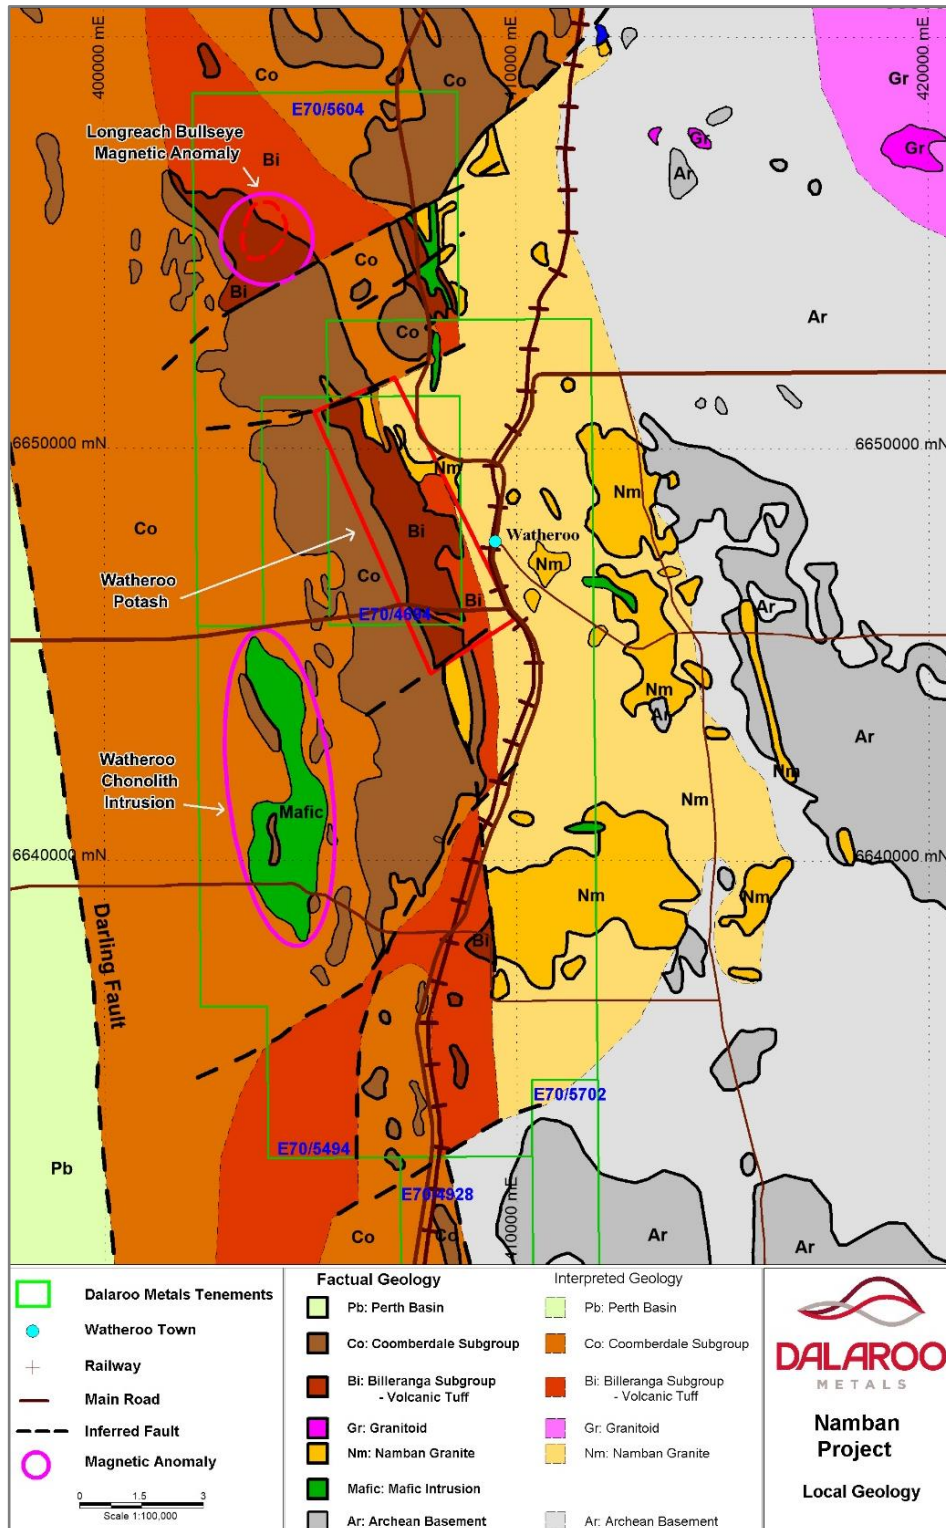 400000 mE
410000 mE
420000 mE
Co
Co
Gr
E70/5604
Longreach Bullseye
Magnetic Anomaly
Bi
Gr
Gr
Ar
Bi
Co
Ar
Co
6650000 mN
6650000 mN
Nm
Nm
Co
Bi
Watheroo
Nm
Watheroo
Potash
Co
Bi
Ar
E70/4694
Nm
Ar
Ar
Watheroo
Chonolith
Intrusion
Mafic
Nm
Nm
6640000 mN
6640000 mN
Nm
Nm
Darling Fault
Bi
E70/5702
E70/5494
Pb
E70/4928
410000 mE
Co
Co
Ar
Ar
Dalaroo Metals Tenements
Watheroo Town
Railway
Main Road
Inferred Fault
Magnetic Anomaly
0 1.5 3
Scale 1:100,000
Factual Geology
Pb: Perth Basin
Co: Coomberdale Subgroup
Bi: Billeranga Subgroup
- Volcanic Tuff
Gr: Granitoid
Nm: Namban Granite
Mafic: Mafic Intrusion
Ar: Archean Basement
Interpreted Geology
Pb: Perth Basin
Co: Coomberdale Subgroup
Bi: Billeranga Subgroup
- Volcanic Tuff
Gr: Granitoid
Nm: Namban Granite
Ar: Archean Basement
DALAROO
METALS
Namban
Project
Local Geology